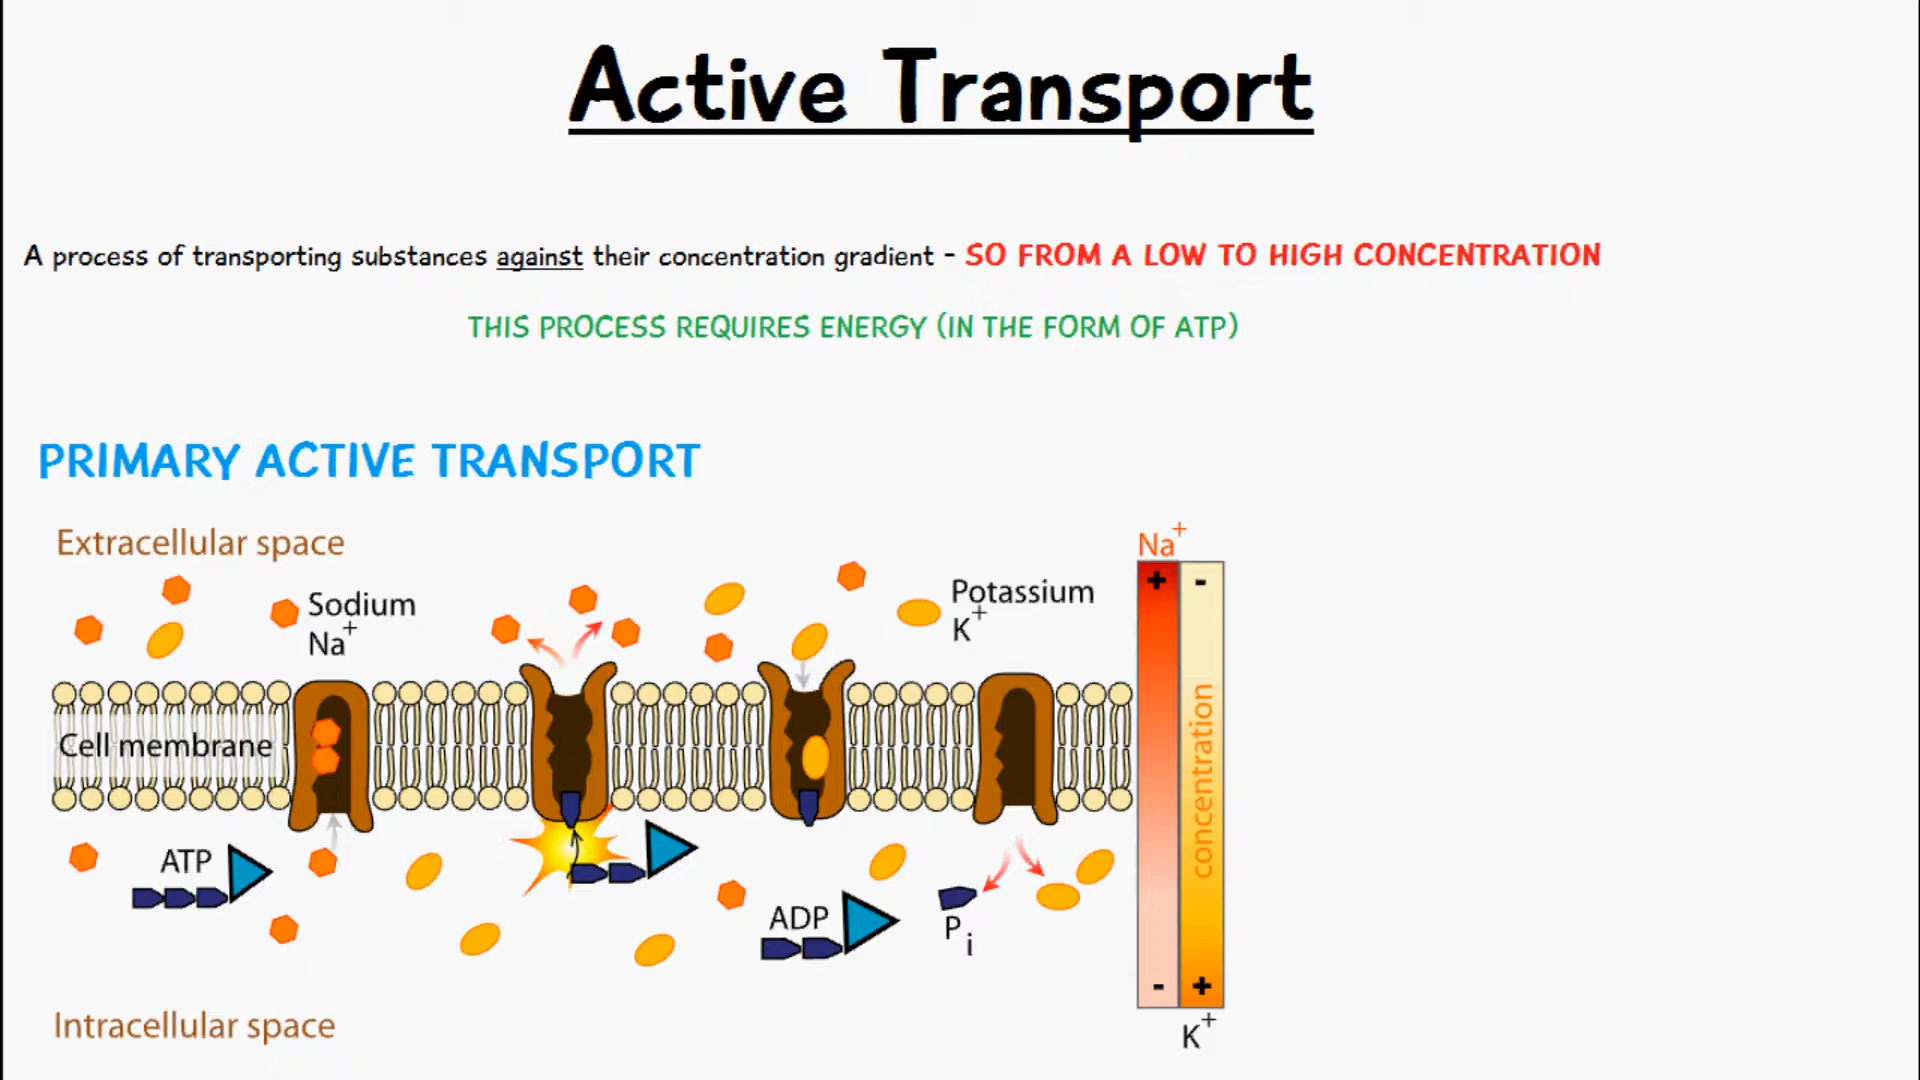 Active Transport
A process of transporting substances against their concentration gradient - SO FROM A LOW TO HIGH CONCENTRATION
THIS PROCESS REQUIRES ENERGY (IN THE FORM OF ATP)
PRIMARY ACTIVE TRANSPORT
Extracellular space
Sodium
Na+
Potassium
K+
Na+
+ -
Cell membrane
concentration
ATP
ADP
Pi
- +
K+
Intracellular space